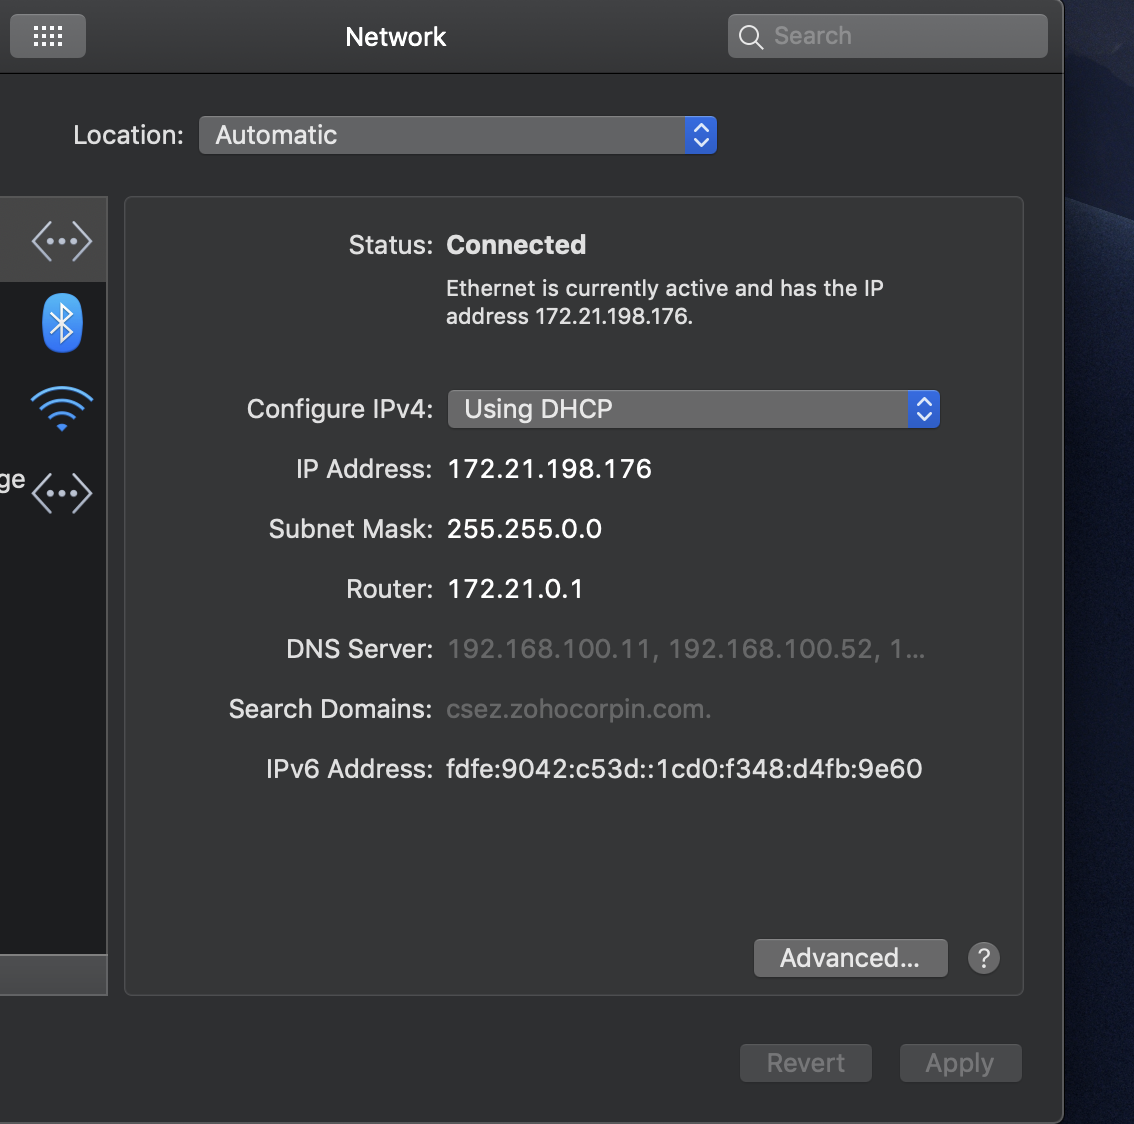 Network
Search
Location: Automatic
Status: Connected
Ethernet is currently active and has the IP
address 172.21.198.176.
Configure IPv4: Using DHCP
IP Address: 172.21.198.176
ge
Subnet Mask: 255.255.0.0
Router: 172.21.0.1
DNS Server: 192.168.100.11, 192.168.100.52, 1...
Search Domains: csez.zohocorpin.com.
IPv6 Address: fdfe:9042:c53d::1cd0:f348:d4fb:9e60
Advanced... ?
Revert Apply